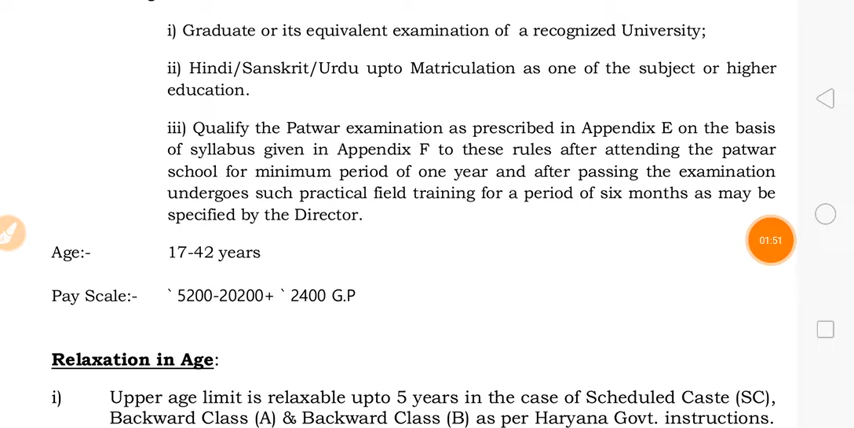 i) Graduate or its equivalent examination of a recognized University;
ii) Hindi/Sanskrit/Urdu upto Matriculation as one of the subject or higher
education.
iii) Qualify the Patwar examination as prescribed in Appendix E on the basis
of syllabus given in Appendix F to these rules after attending the patwar
school for minimum period of one year and after passing the examination
undergoes such practical field training for a period of six months as may be
specified by the Director.
01:51
Age:- 17-42 years
Pay Scale:- ` 5200-20200+ ` 2400 G.P
Relaxation in Age:
i) Upper age limit is relaxable upto 5 years in the case of Scheduled Caste (SC),
Backward Class (A) & Backward Class (B) as per Haryana Govt. instructions.